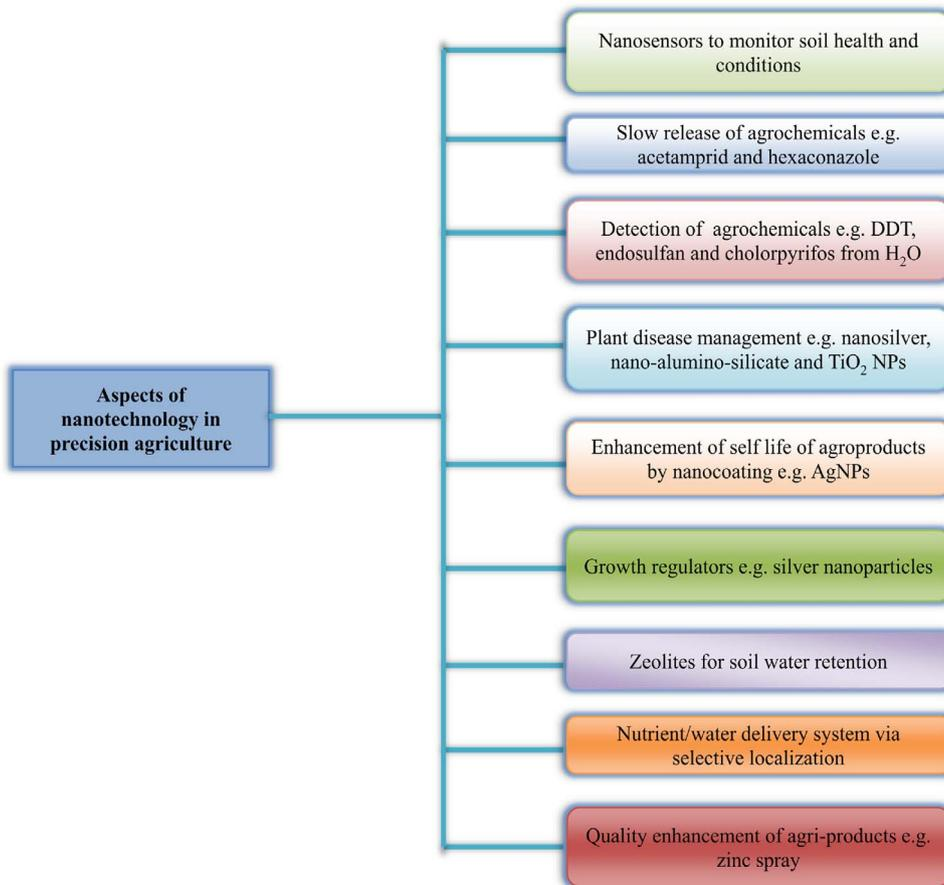 Nanosensors to monitor soil health and
conditions
Slow release of agrochemicals e.g.
acetamprid and hexaconazole
Detection of agrochemicals e.g. DDT,
endosulfan and cholorpyrifos from H₂O
Plant disease management e.g. nanosilver,
nano-alumino-silicate and TiO₂ NPs
Aspects of
nanotechnology in
precision agriculture
Enhancement of self life of agroproducts
by nanocoating e.g. AgNPs
Growth regulators e.g. silver nanoparticles
Zeolites for soil water retention
Nutrient/water delivery system via
selective localization
Quality enhancement of agri-products e.g.
zinc spray